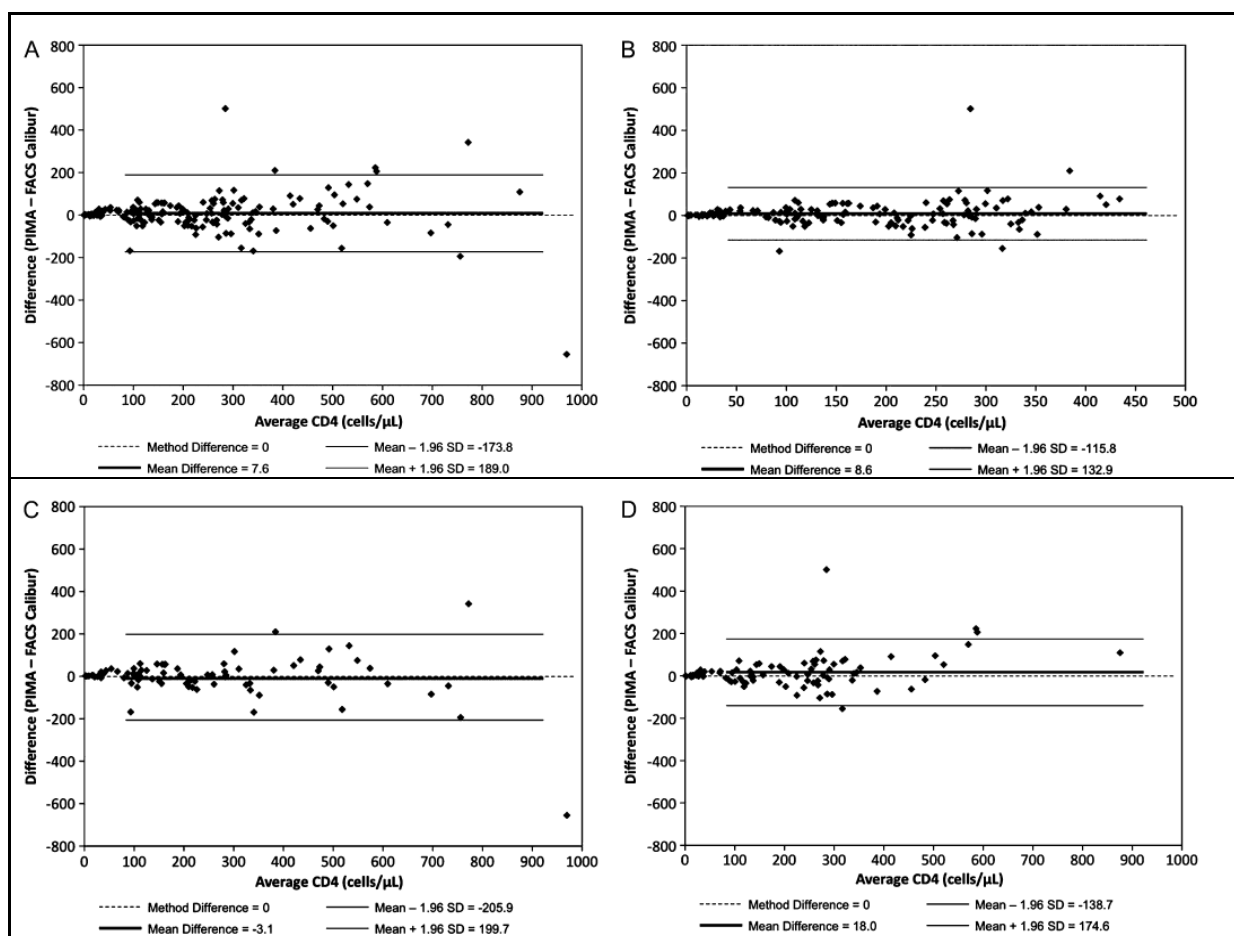 A
800
600
400
200
0
-200
-400
-600
-800
0 100 200 300 400 500 600 700 800 900 1000
Difference (PIMA – FACS Calibur)
Average CD4 (cells/µL)
Method Difference = 0 Mean – 1.96 SD = -173.8
Mean Difference = 7.6 Mean + 1.96 SD = 189.0
B
800
600
400
200
0
-200
-400
-600
-800
0 50 100 150 200 250 300 350 400 450 500
Difference (PIMA – FACS Calibur)
Average CD4 (cells/µL)
Method Difference = 0 Mean – 1.96 SD = -115.8
Mean Difference = 8.6 Mean + 1.96 SD = 132.9
C
800
600
400
200
0
-200
-400
-600
-800
0 100 200 300 400 500 600 700 800 900 1000
Difference (PIMA – FACS Calibur)
Average CD4 (cells/µL)
Method Difference = 0 Mean – 1.96 SD = -205.9
Mean Difference = -3.1 Mean + 1.96 SD = 199.7
D
800
600
400
200
0
-200
-400
-600
-800
0 100 200 300 400 500 600 700 800 900 1000
Difference (PIMA – FACS Calibur)
Average CD4 (cells/µL)
Method Difference = 0 Mean – 1.96 SD = -138.7
Mean Difference = 18.0 Mean + 1.96 SD = 174.6